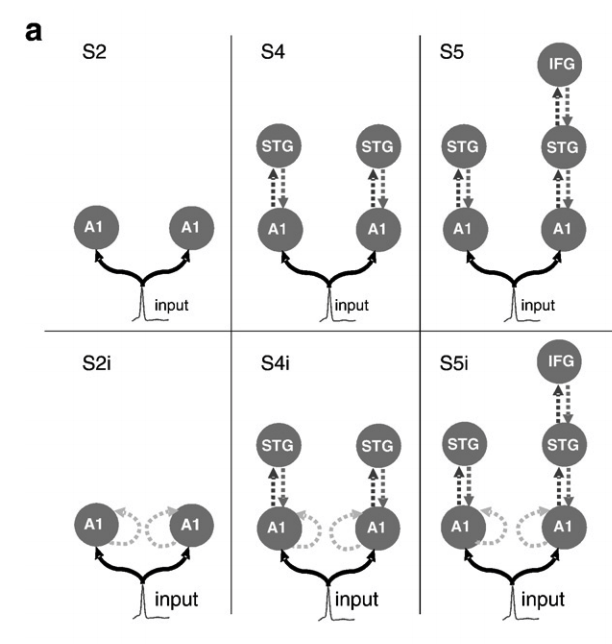 a
S2
A1
A1
input
S4
STG
STG
A1
A1
input
S5
IFG
STG
STG
A1
A1
input
S2i
A1
A1
input
S4i
STG
STG
A1
A1
input
S5i
IFG
STG
STG
A1
A1
input